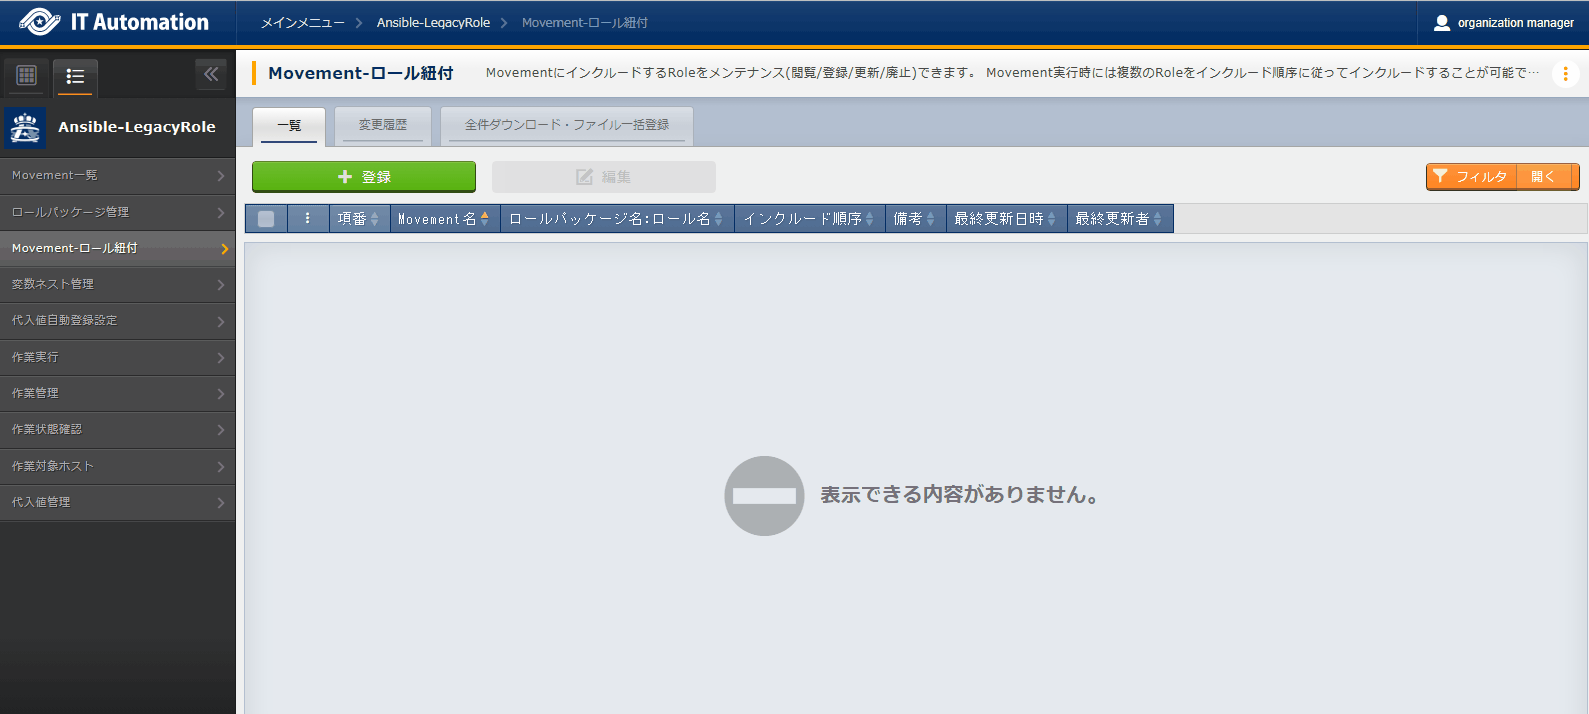 IT Automation
メインメニュー > Ansible-LegacyRole > Movement-ロール紐付
organization manager
Ansible-LegacyRole
Movement一覧
ロールパッケージ管理
Movement-ロール紐付
変数ネスト管理
代入値自動登録設定
作業実行
作業管理
作業状態確認
作業対象ホスト
代入値管理
Movement-ロール紐付
MovementにインクルードするRoleをメンテナンス(閲覧/登録/更新/廃止)できます。 Movement実行時には複数のRoleをインクルード順序に従ってインクルードすることが可能で…
一覧 変更履歴 全件ダウンロード・ファイル一括登録
登録 編集 フィルタ 開く
項番 Movement名 ロールパッケージ名:ロール名 インクルード順序 備考 最終更新日時 最終更新者
表示できる内容がありません。